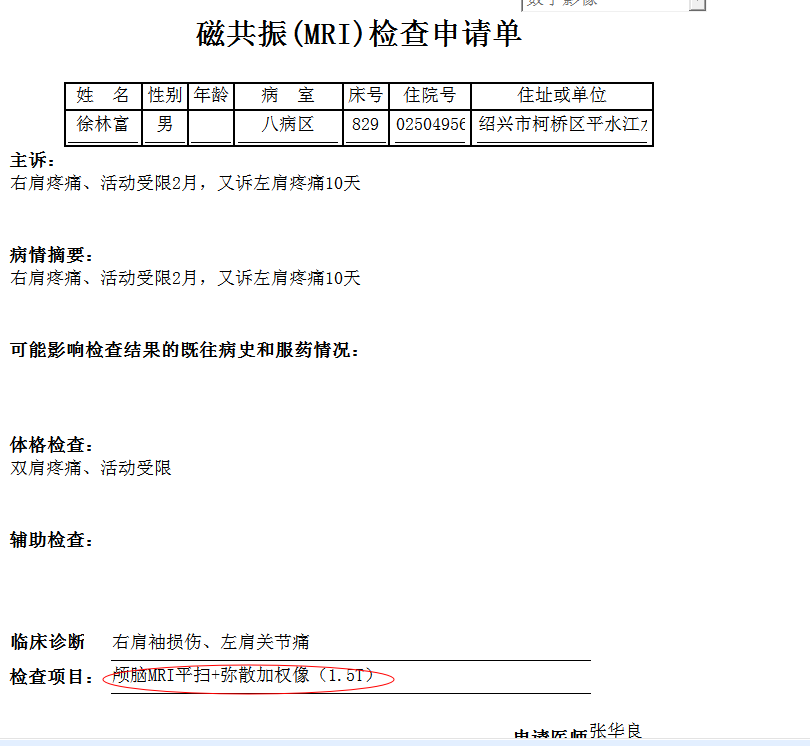 数字影像
磁共振(MRI)检查申请单
姓 名 性别 年龄 病 室 床号 住院号 住址或单位
徐林富 男 八病区 829 02504956 绍兴市柯桥区平水江
主诉：
右肩疼痛、活动受限2月，又诉左肩疼痛10天
病情摘要：
右肩疼痛、活动受限2月，又诉左肩疼痛10天
可能影响检查结果的既往病史和服药情况：
体格检查：
双肩疼痛、活动受限
辅助检查：
临床诊断 右肩袖损伤、左肩关节痛
检查项目： 颅脑MRI平扫+弥散加权像（1.5T）
申请医师 张华良